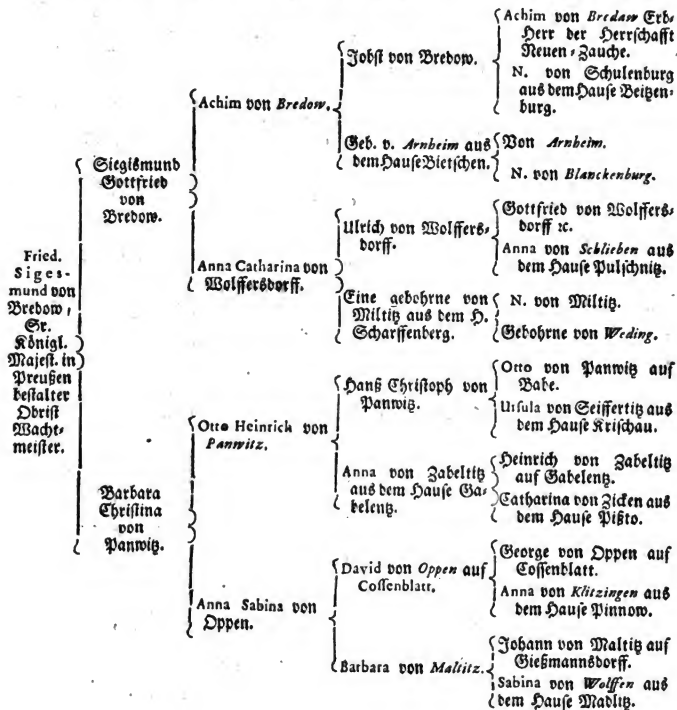 Fried.
Siges-
mund von
Bredow,
Sr.
Königl.
Majest. in
Preußen
bestalter
Obrist
Wacht-
meister.
Siegismund
Gottfried
von
Bredow.
Barbara
Christina
von
Panwitz.
Achim von Bredow.
Anna Catharina von
Wolffersdorff.
Otto Heinrich von
Panwitz.
Anna Sabina von
Oppen.
Jobst von Bredow.
Geb. v. Arnheim aus
dem Hause Bietschen.
Ulrich von Wolffers-
dorff.
Eine gebohrne von
Miltitz aus dem H.
Scharffenberg.
Hanß Christoph von
Panwitz.
Anna von Zabeltitz
aus dem Hause Ga-
belentz.
David von Oppen auf
Cossenblatt.
Barbara von Maltitz.
Achim von Bredaw Erb-
Herr der Herrschafft
Neuen-Zauche.
N. von Schulenburg
aus dem Hause Beitzen-
burg.
Von Arnheim.
N. von Blanckenburg.
Gottfried von Wolffers-
dorff ꝛc.
Anna von Schlieben aus
dem Hause Pulschnitz.
N. von Miltitz.
Gebohrne von Weding.
Otto von Panwitz auf
Babe.
Ursula von Seiffertitz aus
dem Hause Krischau.
Heinrich von Zabeltitz
auf Gabelentz.
Catharina von Zicken aus
dem Hause Pißto.
George von Oppen auf
Cossenblatt.
Anna von Klitzingen aus
dem Hause Pinnow.
Johann von Maltitz auf
Gießmannsdorff.
Sabina von Wolffen aus
dem Hause Madlitz.